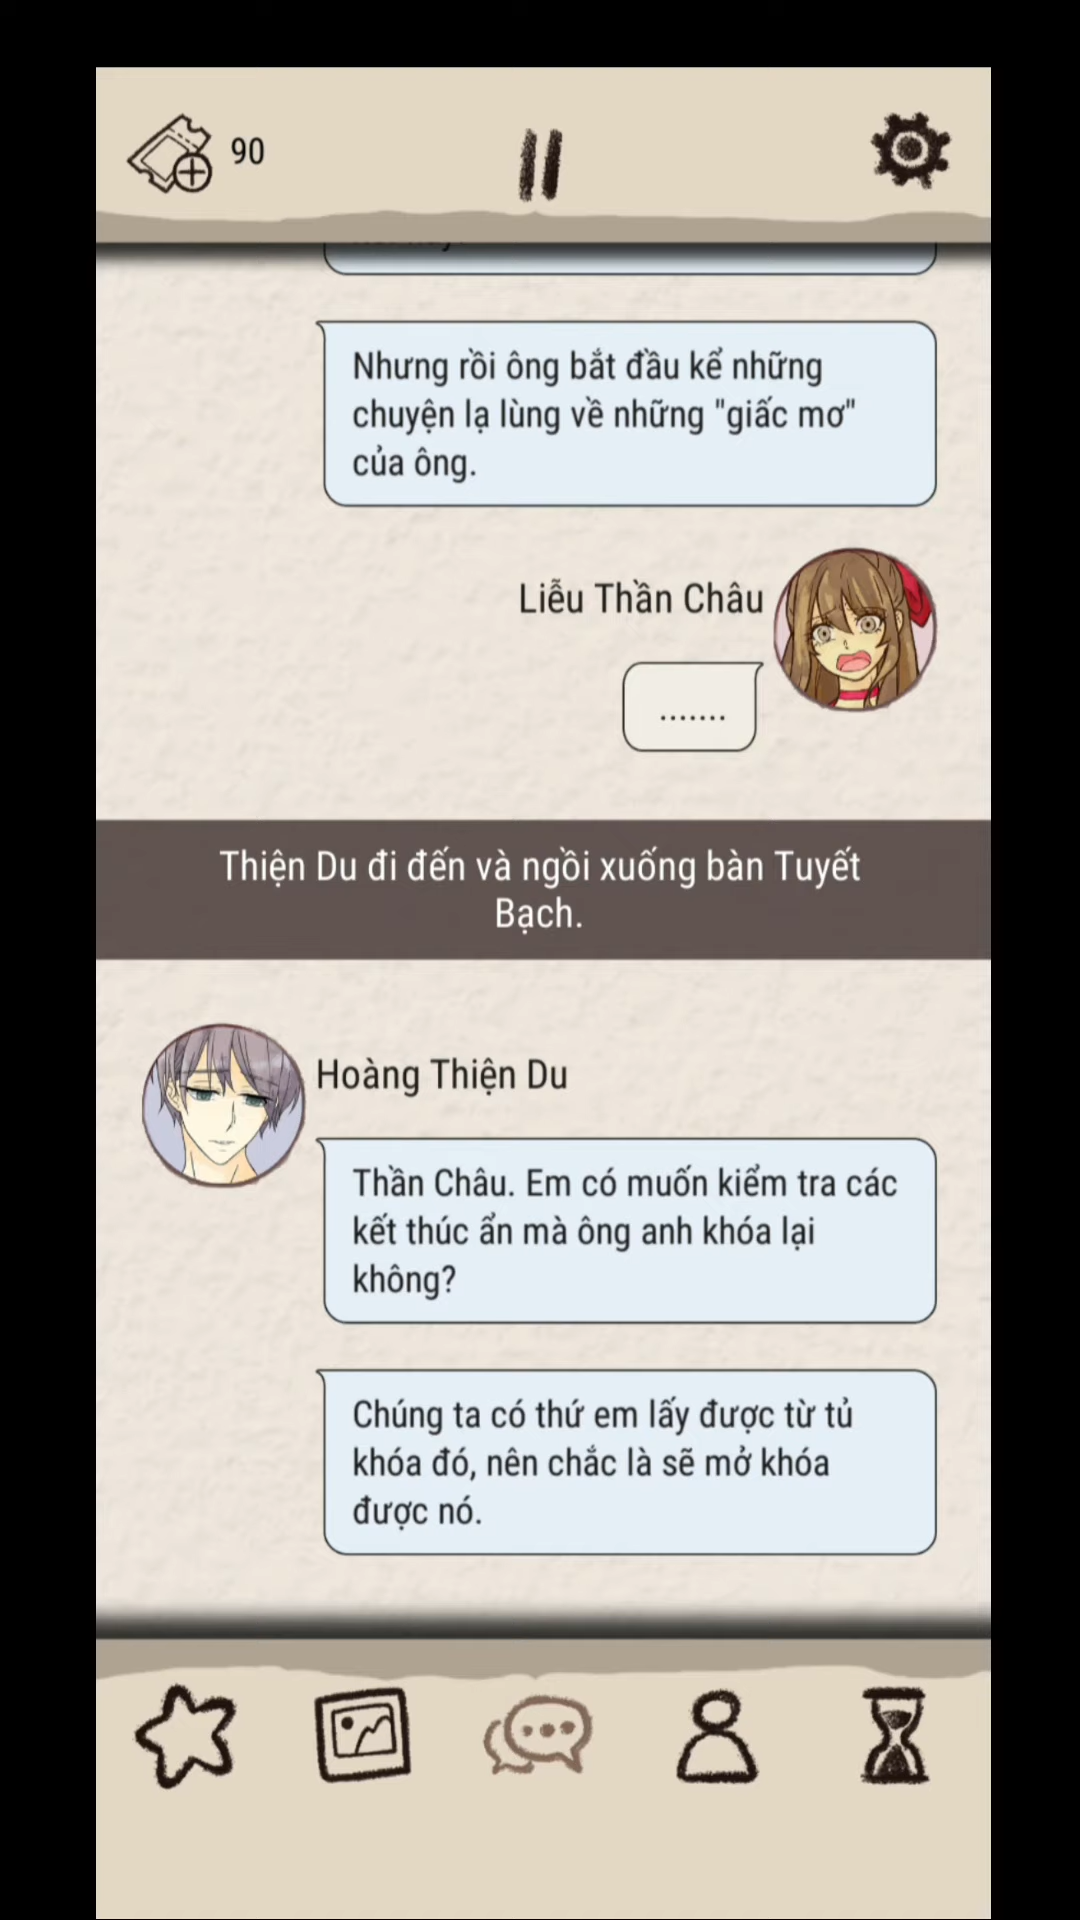 90
Nhưng rồi ông bắt đầu kể những
chuyện lạ lùng về những "giấc mơ"
của ông.
Liễu Thần Châu
.......
Thiện Du đi đến và ngồi xuống bàn Tuyết
Bạch.
Hoàng Thiện Du
Thần Châu. Em có muốn kiểm tra các
kết thúc ẩn mà ông anh khóa lại
không?
Chúng ta có thứ em lấy được từ tủ
khóa đó, nên chắc là sẽ mở khóa
được nó.